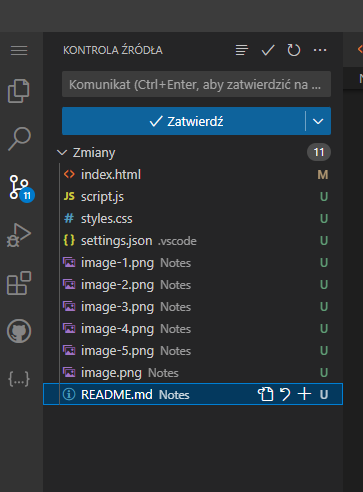 KONTROLA ŹRÓDŁA
Komunikat (Ctrl+Enter, aby zatwierdzić na ...
Zatwierdź
Zmiany 11
index.html M
JS script.js U
# styles.css U
{ } settings.json .vscode U
image-1.png Notes U
image-2.png Notes U
image-3.png Notes U
image-4.png Notes U
image-5.png Notes U
image.png Notes U
README.md Notes U
11
{...}